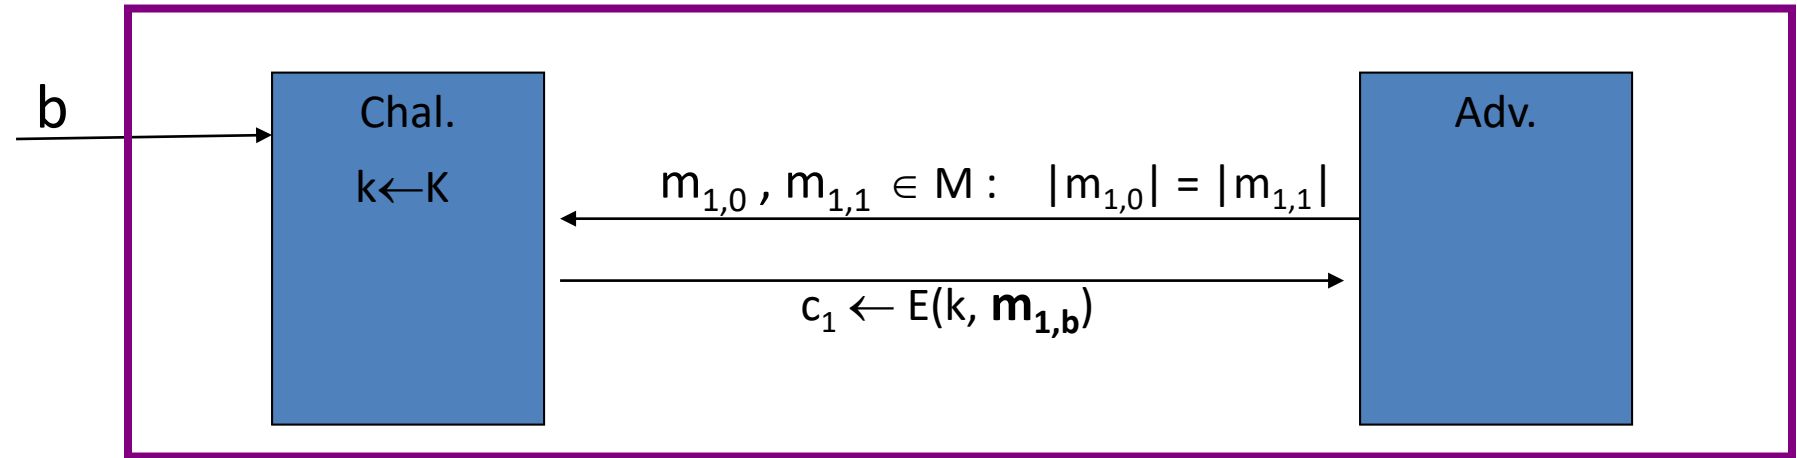 b
Chal.
k←K
Adv.
m₁,₀ , m₁,₁ ∈ M : |m₁,₀| = |m₁,₁|
c₁ ← E(k, m₁,b)